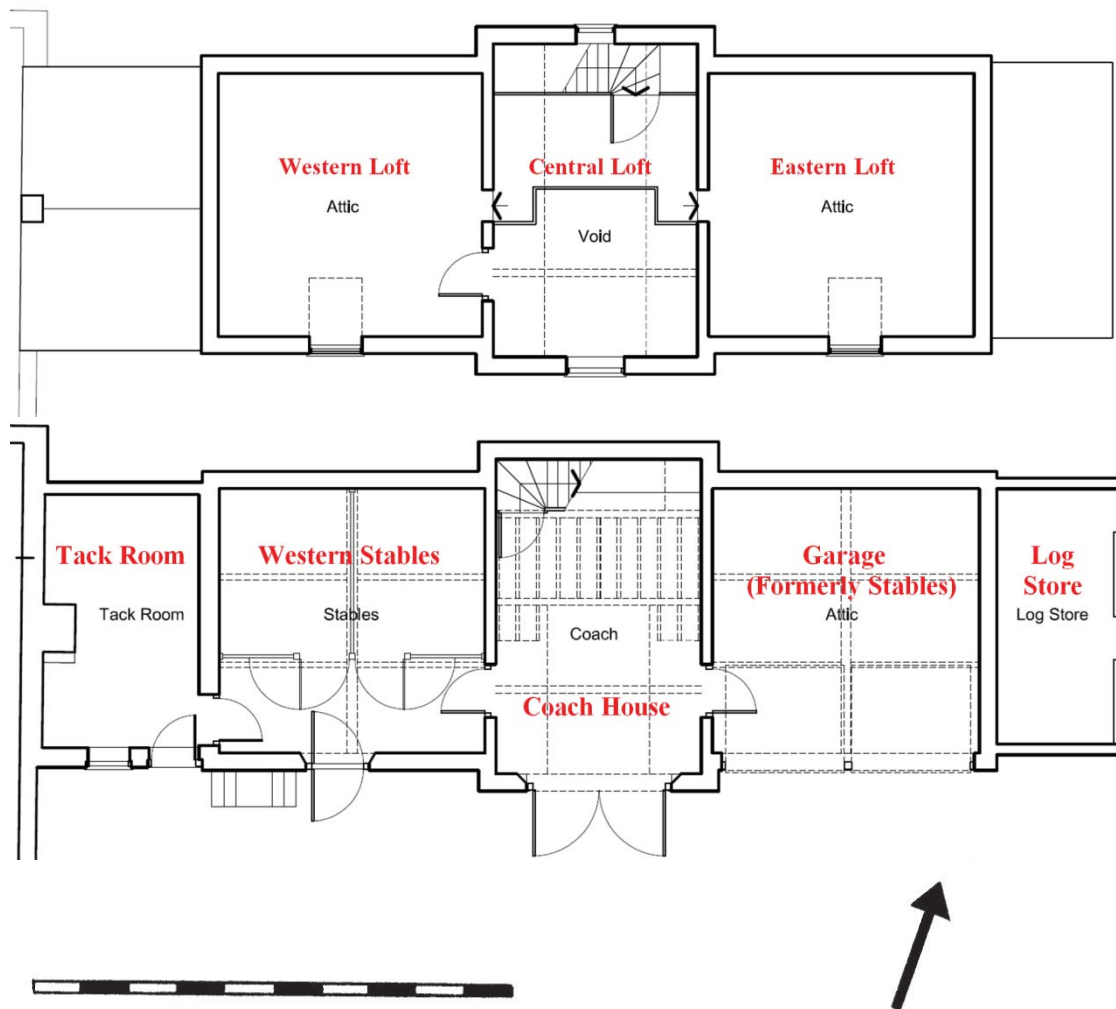 Western Loft
Attic
Central Loft
Void
Eastern Loft
Attic
Tack Room
Tack Room
Western Stables
Stables
Coach
Coach House
Garage
(Formerly Stables)
Attic
Log
Store
Log Store